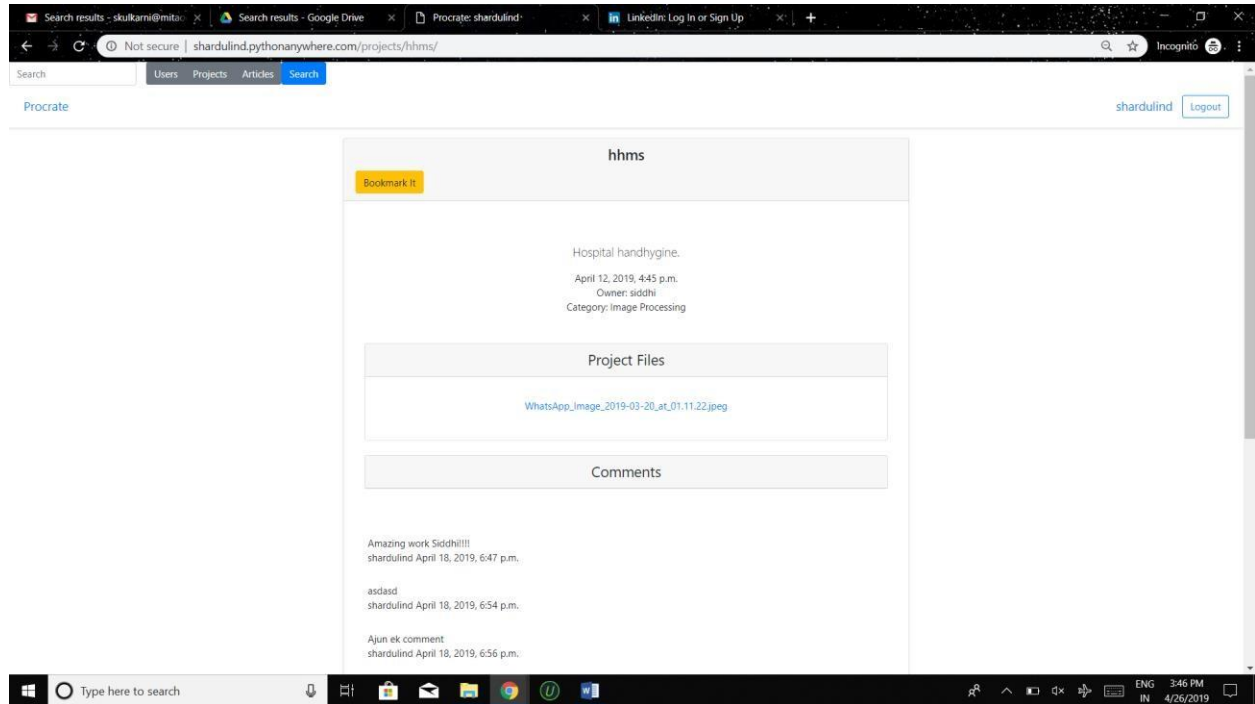 Search results - skulkarni@mitao
Search results - Google Drive
Procrate: shardulind
LinkedIn: Log In or Sign Up
Not secure | shardulind.pythonanywhere.com/projects/hhms/
Incognito
Search
Users Projects Articles Search
Procrate
shardulind Logout
hhms
Bookmark It
Hospital handhygine.
April 12, 2019, 4:45 p.m.
Owner: siddhi
Category: Image Processing
Project Files
WhatsApp_Image_2019-03-20_at_01.11.22.jpeg
Comments
Amazing work Siddhi!!!!
shardulind April 18, 2019, 6:47 p.m.
asdasd
shardulind April 18, 2019, 6:54 p.m.
Ajun ek comment
shardulind April 18, 2019, 6:56 p.m.
Type here to search
ENG 3:46 PM
IN 4/26/2019